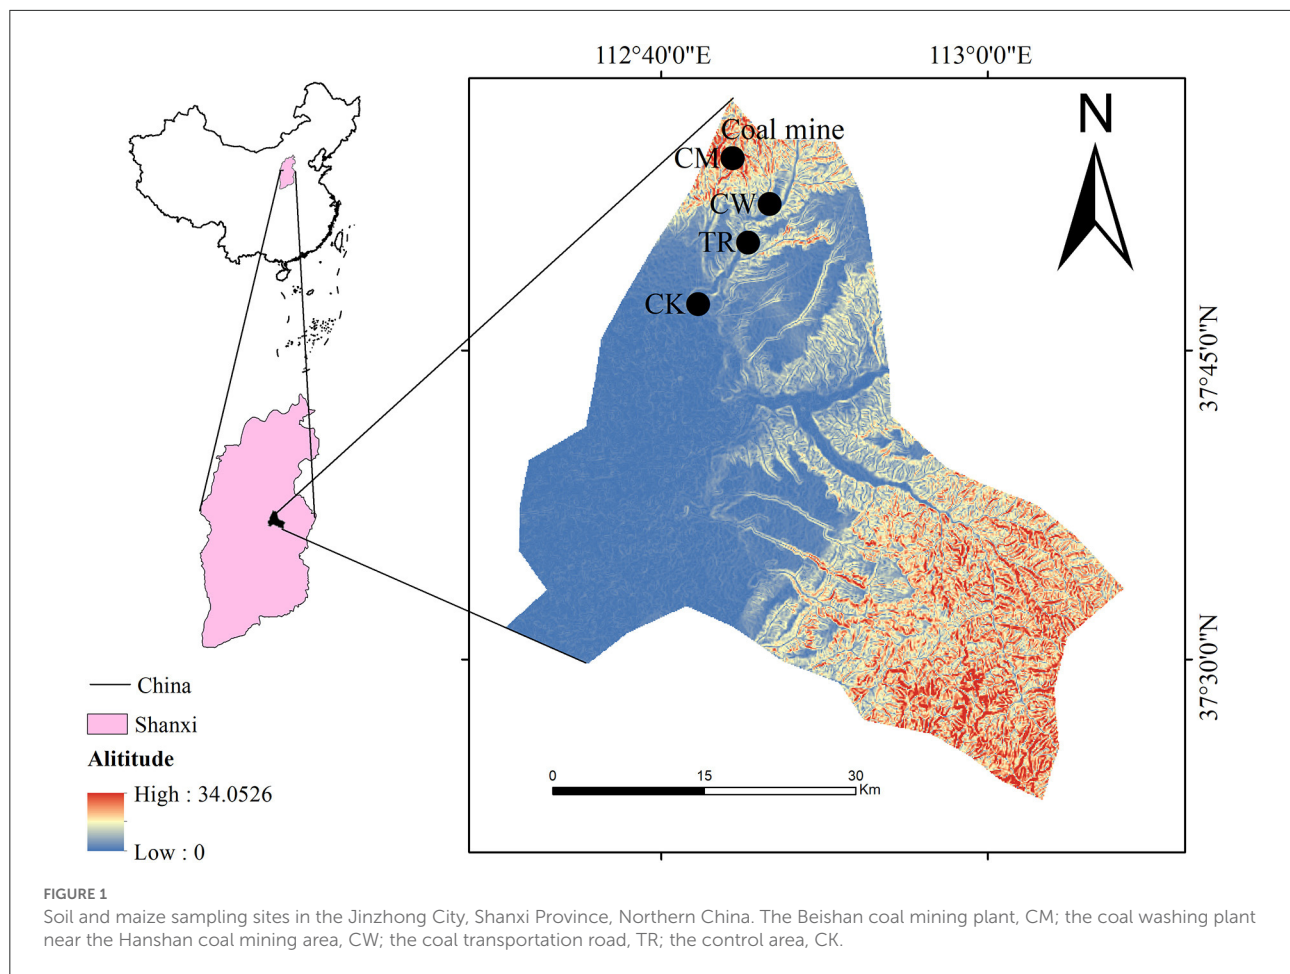 112°40'0"E
113°0'0"E
N
Coal mine
CM
CW
TR
CK
37°45'0"N
37°30'0"N
China
Shanxi
Alititude
High : 34.0526
Low : 0
0 15 30
Km
FIGURE 1
Soil and maize sampling sites in the Jinzhong City, Shanxi Province, Northern China. The Beishan coal mining plant, CM; the coal washing plant
near the Hanshan coal mining area, CW; the coal transportation road, TR; the control area, CK.